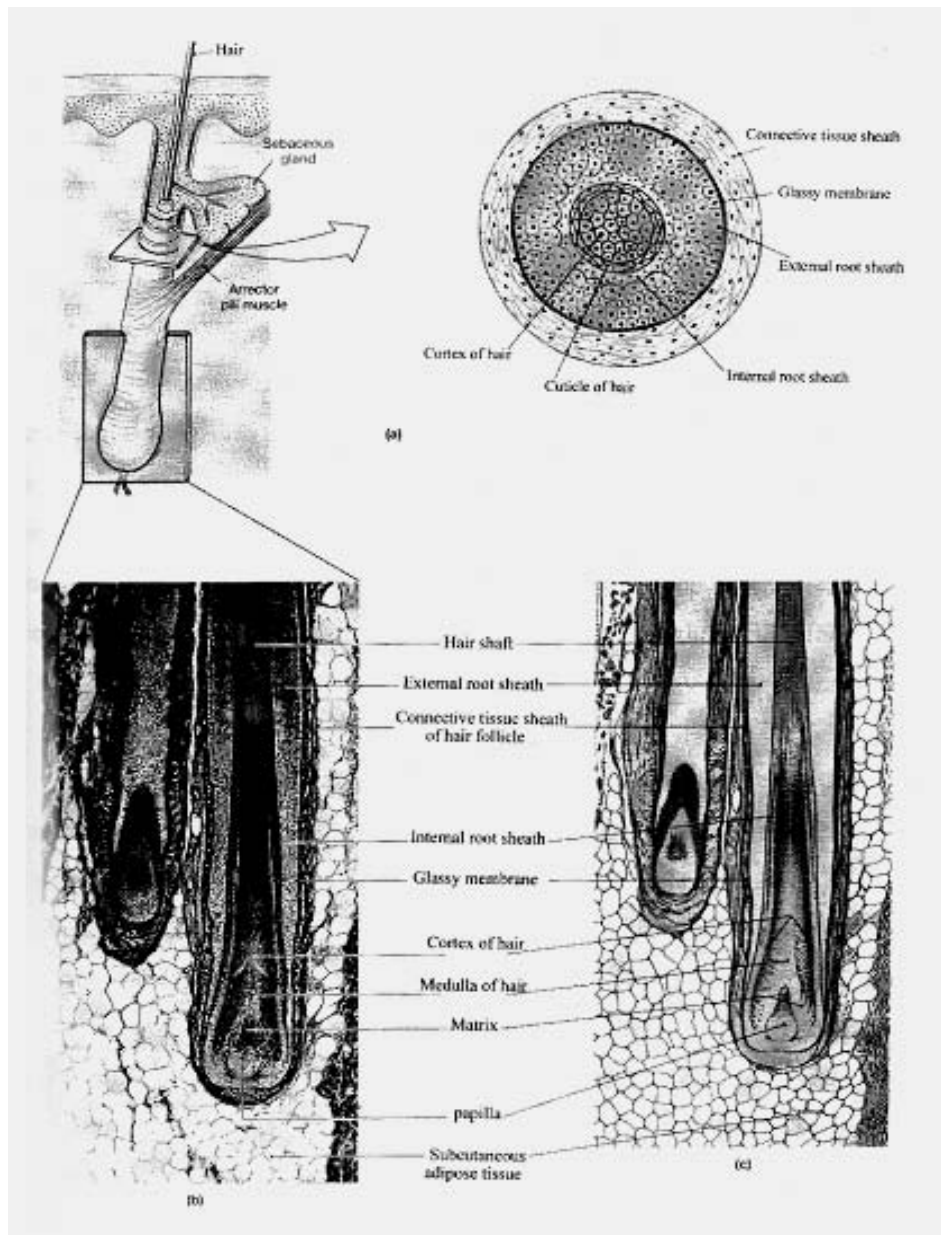 Hair
Sebaceous
gland
Arrector
pili muscle
Connective tissue sheath
Glassy membrane
External root sheath
Internal root sheath
Cuticle of hair
Cortex of hair
(a)
Hair shaft
External root sheath
Connective tissue sheath
of hair follicle
Internal root sheath
Glassy membrane
Cortex of hair
Medulla of hair
Matrix
papilla
Subcutaneous
adipose tissue
(b)
(c)